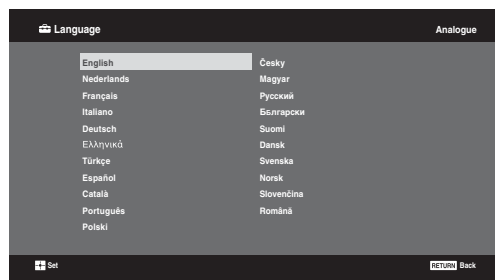 Language
Analogue
English
Nederlands
Français
Italiano
Deutsch
Ελληνικά
Türkçe
Español
Català
Português
Polski
Česky
Magyar
Русский
Български
Suomi
Dansk
Svenska
Norsk
Slovenčina
Română
Set
RETURN Back